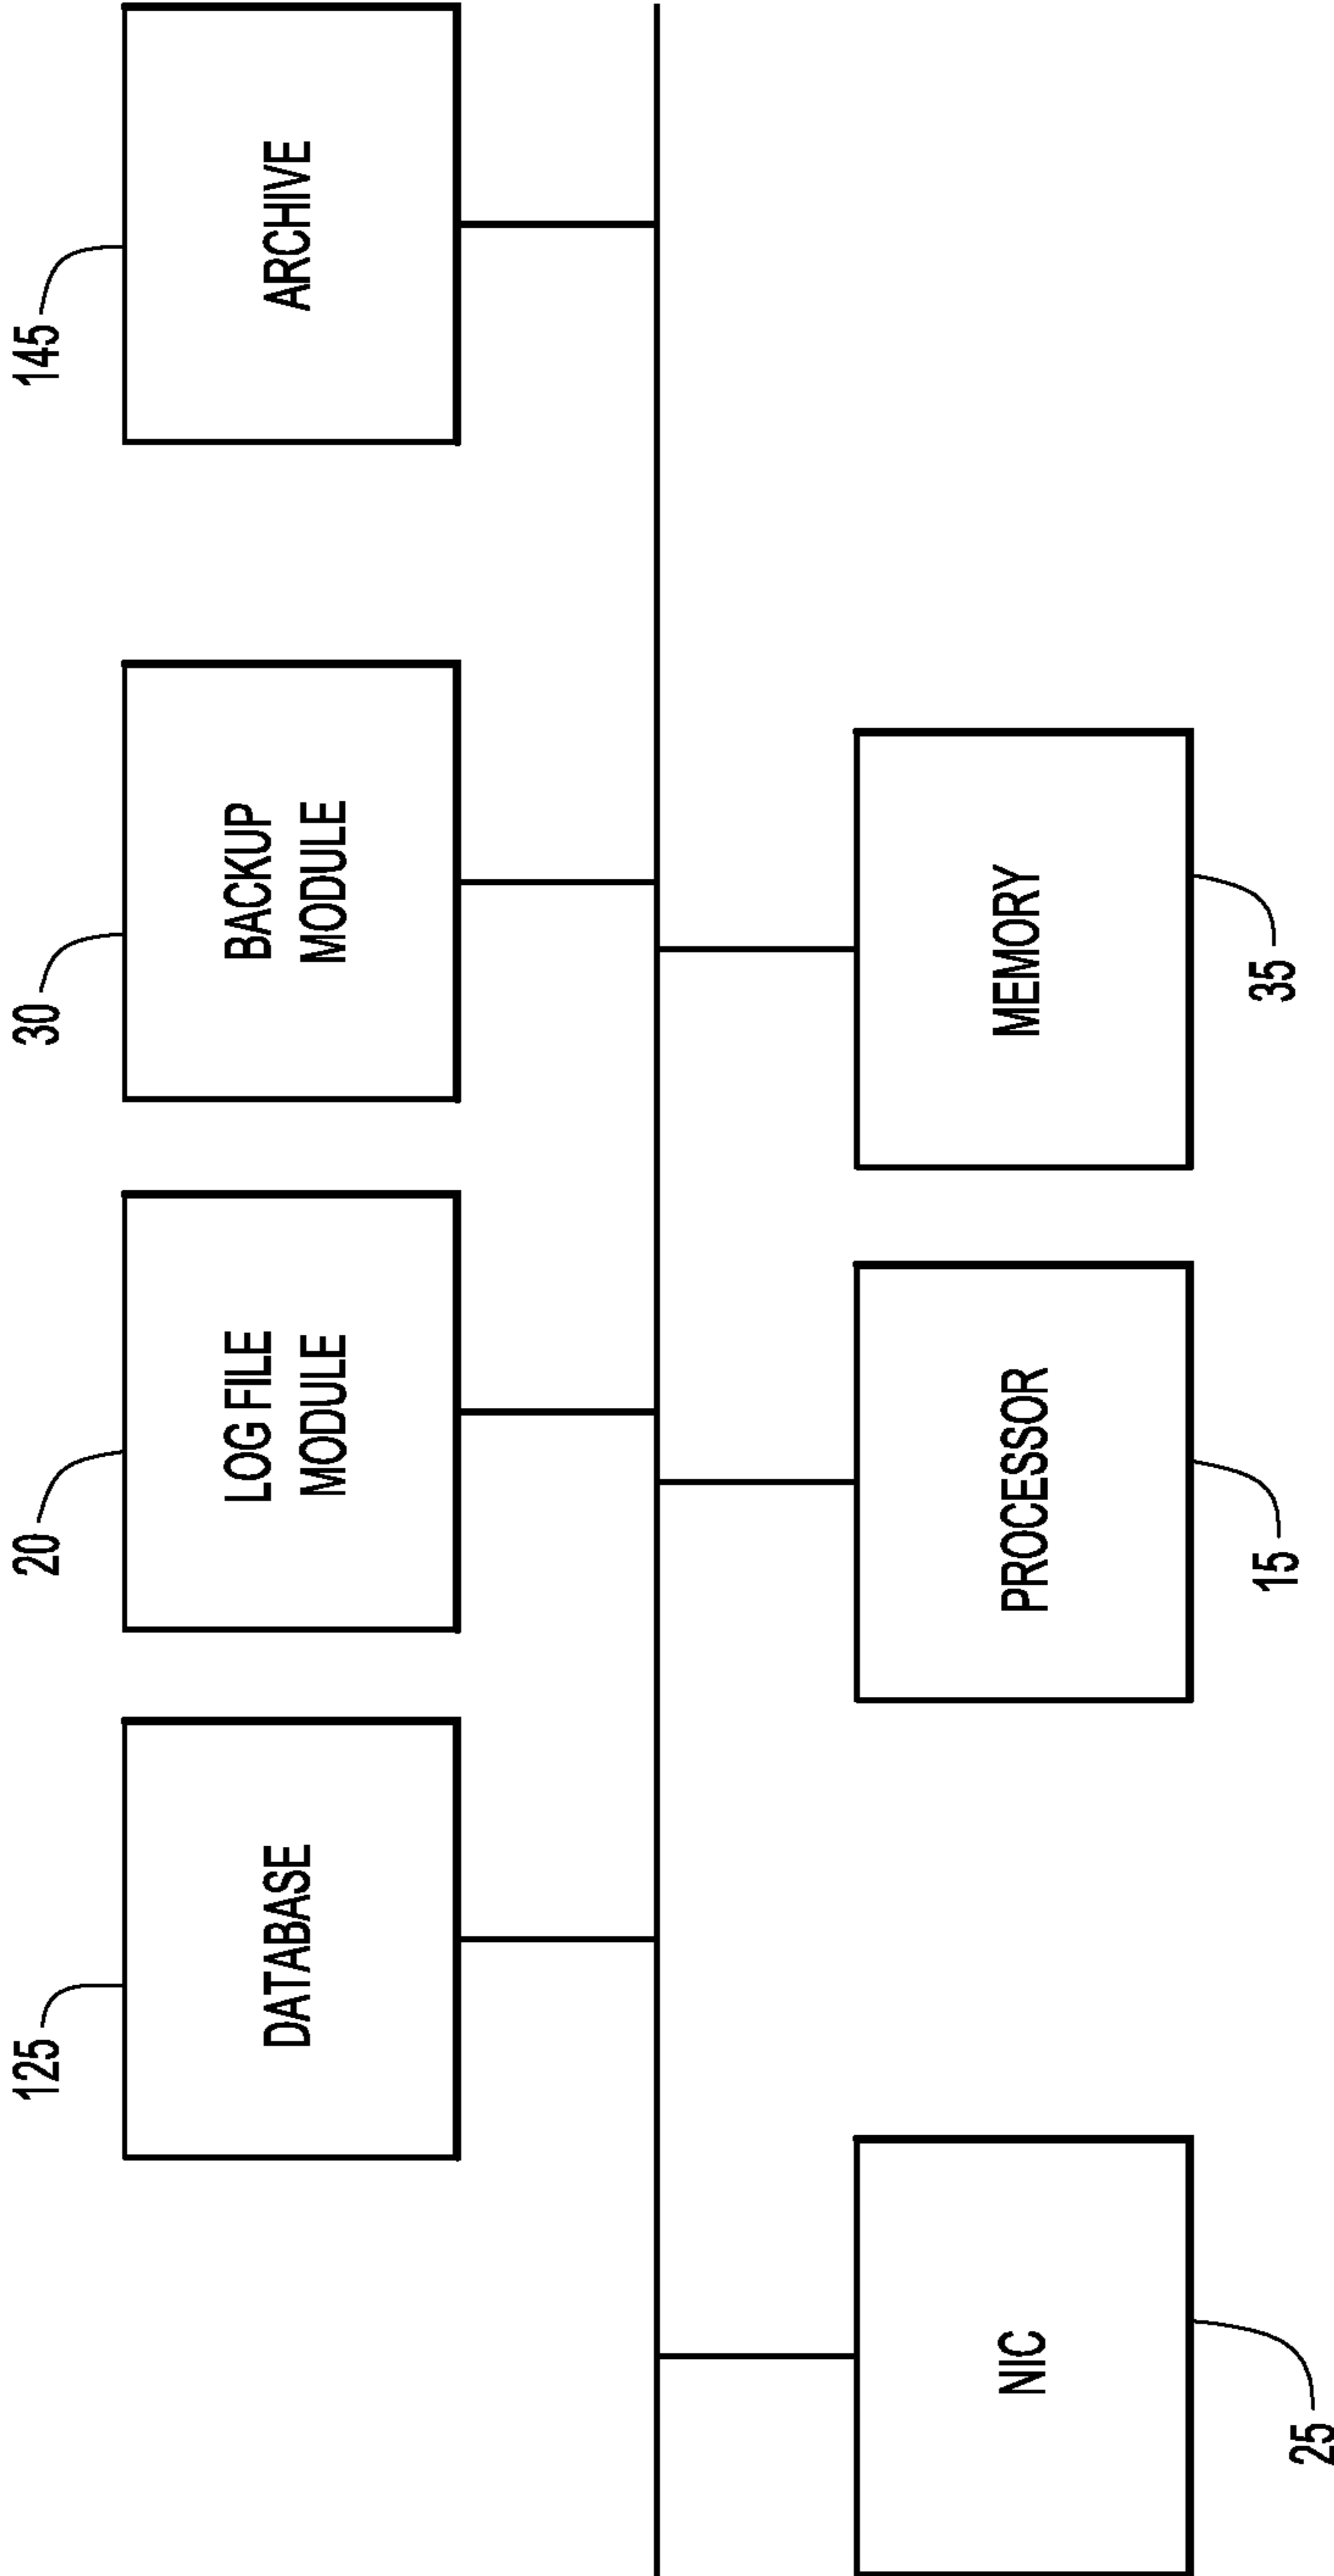 125
DATABASE
20
LOG FILE
MODULE
30
BACKUP
MODULE
145
ARCHIVE
NIC
25
PROCESSOR
15
MEMORY
35